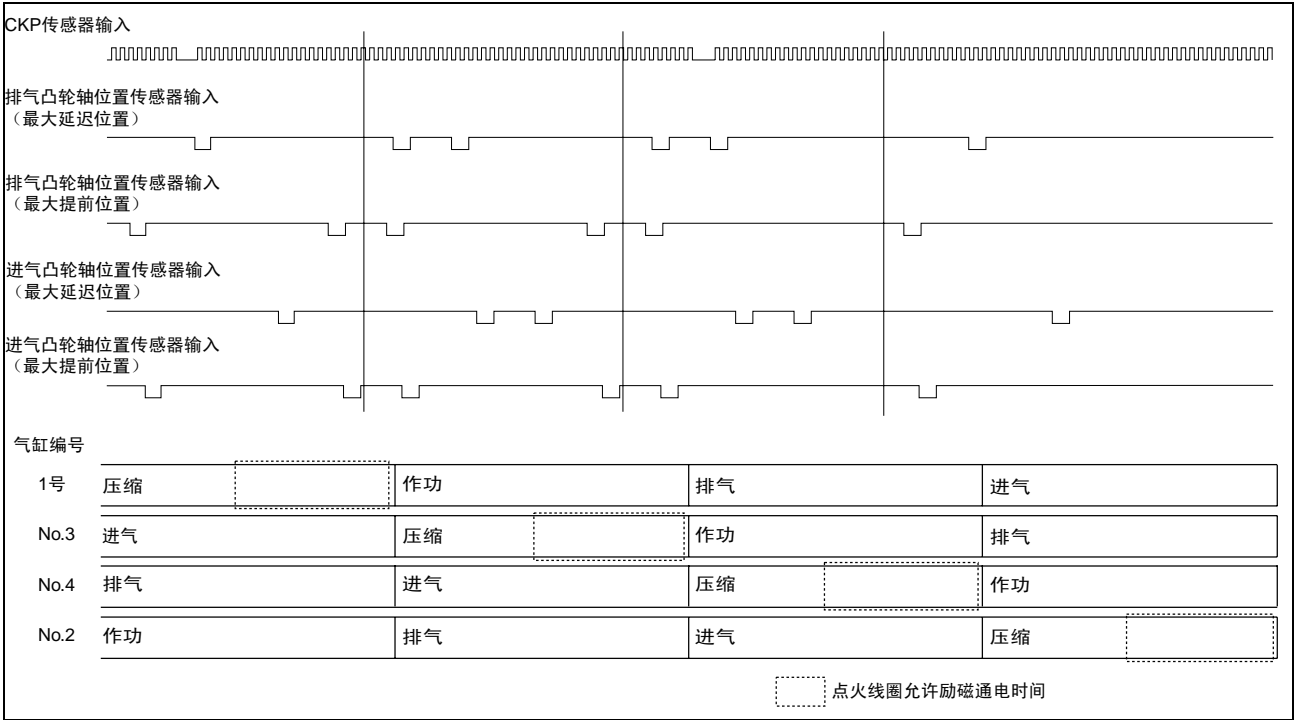 CKP传感器输入
排气凸轮轴位置传感器输入
（最大延迟位置）
排气凸轮轴位置传感器输入
（最大提前位置）
进气凸轮轴位置传感器输入
（最大延迟位置）
进气凸轮轴位置传感器输入
（最大提前位置）
气缸编号
1号 压缩 作功 排气 进气
No.3 进气 压缩 作功 排气
No.4 排气 进气 压缩 作功
No.2 作功 排气 进气 压缩
点火线圈允许励磁通电时间